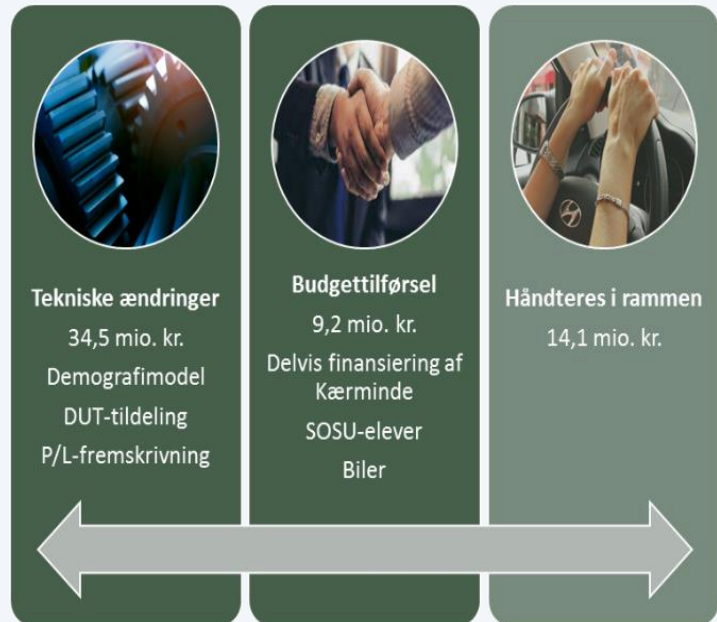 Tekniske ændringer
34,5 mio. kr.
Demografimodel
DUT-tildeling
P/L-fremskrivning
Budgettilførsel
9,2 mio. kr.
Delvis finansiering af
Kærminde
SOSU-elever
Biler
Håndteres i rammen
14,1 mio. kr.